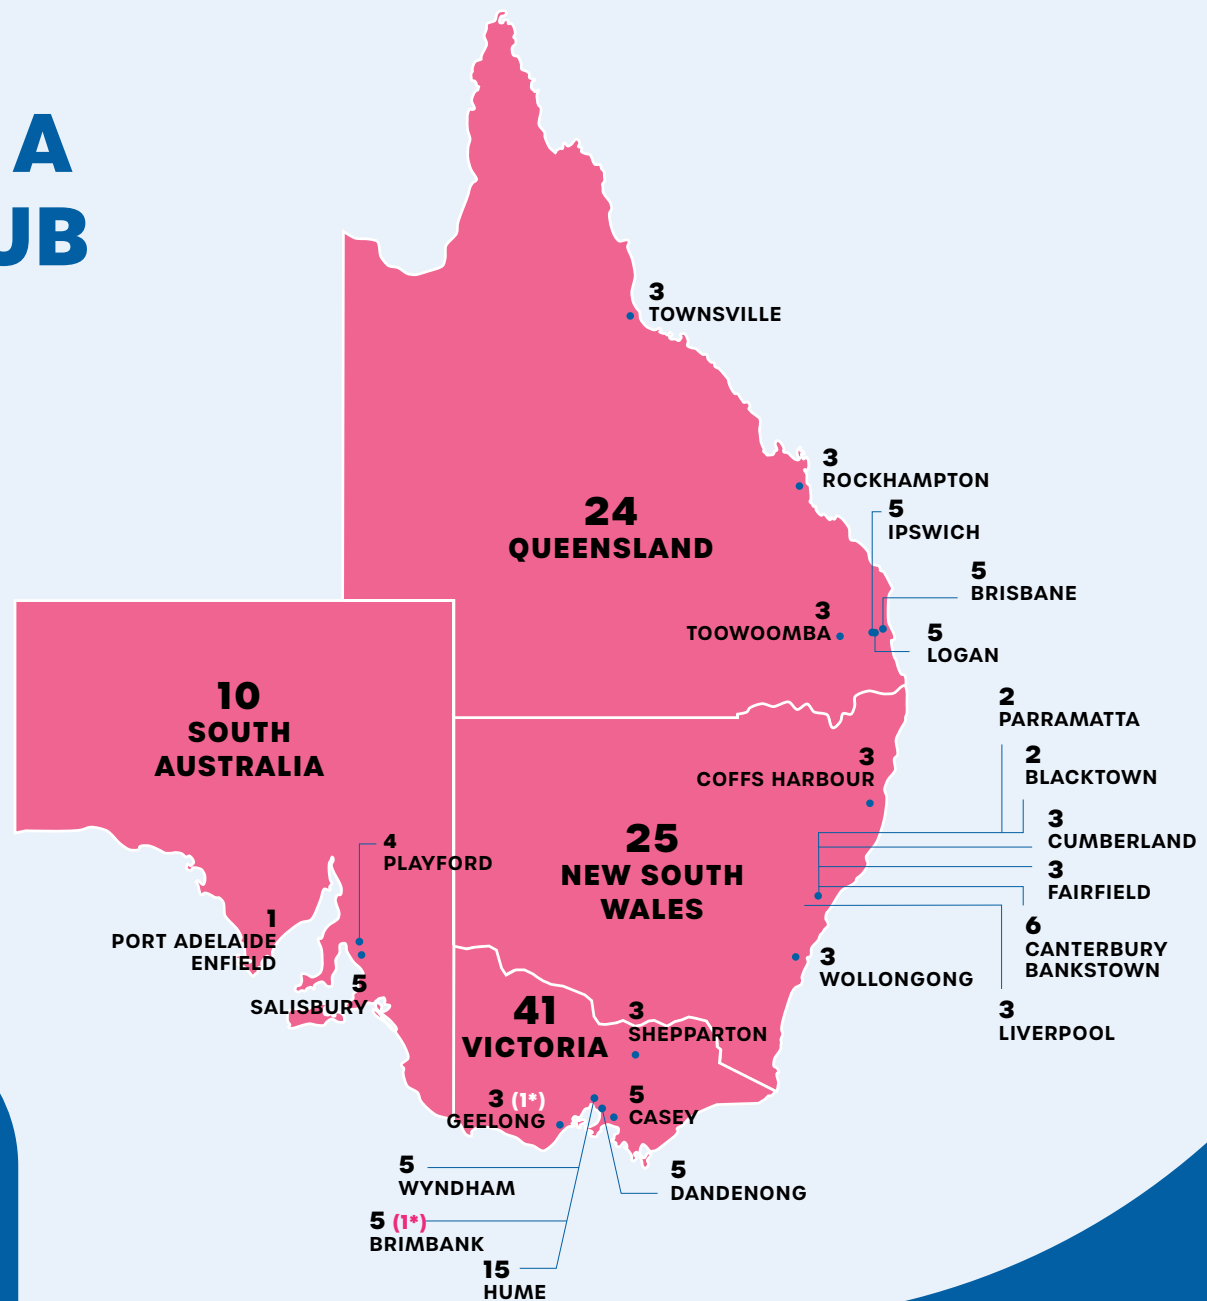 A
UB
3
TOWNSVILLE
3
ROCKHAMPTON
5
IPSWICH
24
QUEENSLAND
5
BRISBANE
3
TOOWOOMBA
5
LOGAN
10
SOUTH
AUSTRALIA
2
PARRAMATTA
3
COFFS HARBOUR
2
BLACKTOWN
3
CUMBERLAND
25
NEW SOUTH
WALES
4
PLAYFORD
3
FAIRFIELD
1
PORT ADELAIDE
ENFIELD
6
CANTERBURY
BANKSTOWN
3
WOLLONGONG
5
SALISBURY
41
VICTORIA
3
SHEPPARTON
3
LIVERPOOL
3 (1*)
GEELONG
5
CASEY
5
WYNDHAM
5
DANDENONG
5 (1*)
BRIMBANK
15
HUME